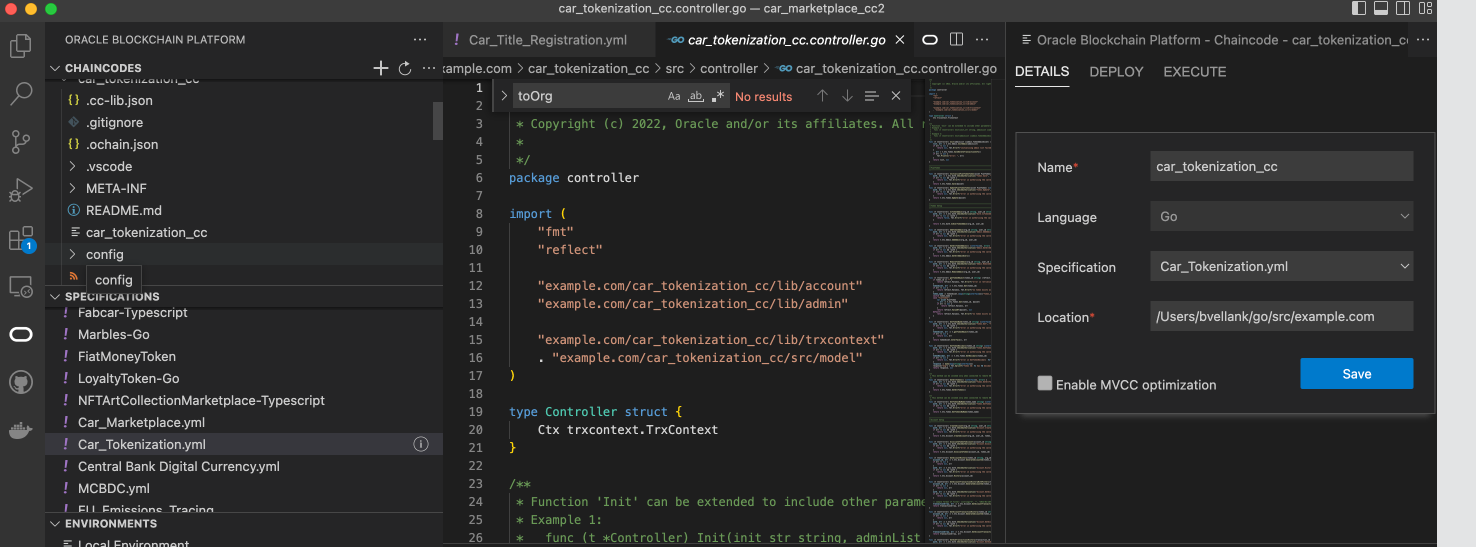 car_tokenization_cc.controller.go — car_marketplace_cc2
ORACLE BLOCKCHAIN PLATFORM
CHAINCODES
car_tokenization_cc
.cc-lib.json
.gitignore
.ochain.json
.vscode
META-INF
README.md
car_tokenization_cc
config
config
1
SPECIFICATIONS
Fabcar-Typescript
Marbles-Go
FiatMoneyToken
LoyaltyToken-Go
NFTArtCollectionMarketplace-Typescript
Car_Marketplace.yml
Car_Tokenization.yml
Central Bank Digital Currency.yml
MCBDC.yml
EU_Emissions_Tracing
ENVIRONMENTS
Local Environment
! Car_Title_Registration.yml
GO car_tokenization_cc.controller.go
xample.com > car_tokenization_cc > src > controller > GO car_tokenization_cc.controller.go
toOrg Aa ab .* No results
1
2
3 * Copyright (c) 2022, Oracle and/or its affiliates. All r
4 *
5 */
6 package controller
7
8 import (
9 "fmt"
10 "reflect"
11
12 "example.com/car_tokenization_cc/lib/account"
13 "example.com/car_tokenization_cc/lib/admin"
14
15 "example.com/car_tokenization_cc/lib/trxcontext"
16 . "example.com/car_tokenization_cc/src/model"
17 )
18
19 type Controller struct {
20 Ctx trxcontext.TrxContext
21 }
22
23 /**
24 * Function 'Init' can be extended to include other parame
25 * Example 1:
26 * func (t *Controller) Init(init_str string, adminList
Oracle Blockchain Platform - Chaincode - car_tokenization_cc
DETAILS DEPLOY EXECUTE
Name* car_tokenization_cc
Language Go
Specification Car_Tokenization.yml
Location* /Users/bvellank/go/src/example.com
Enable MVCC optimization
Save